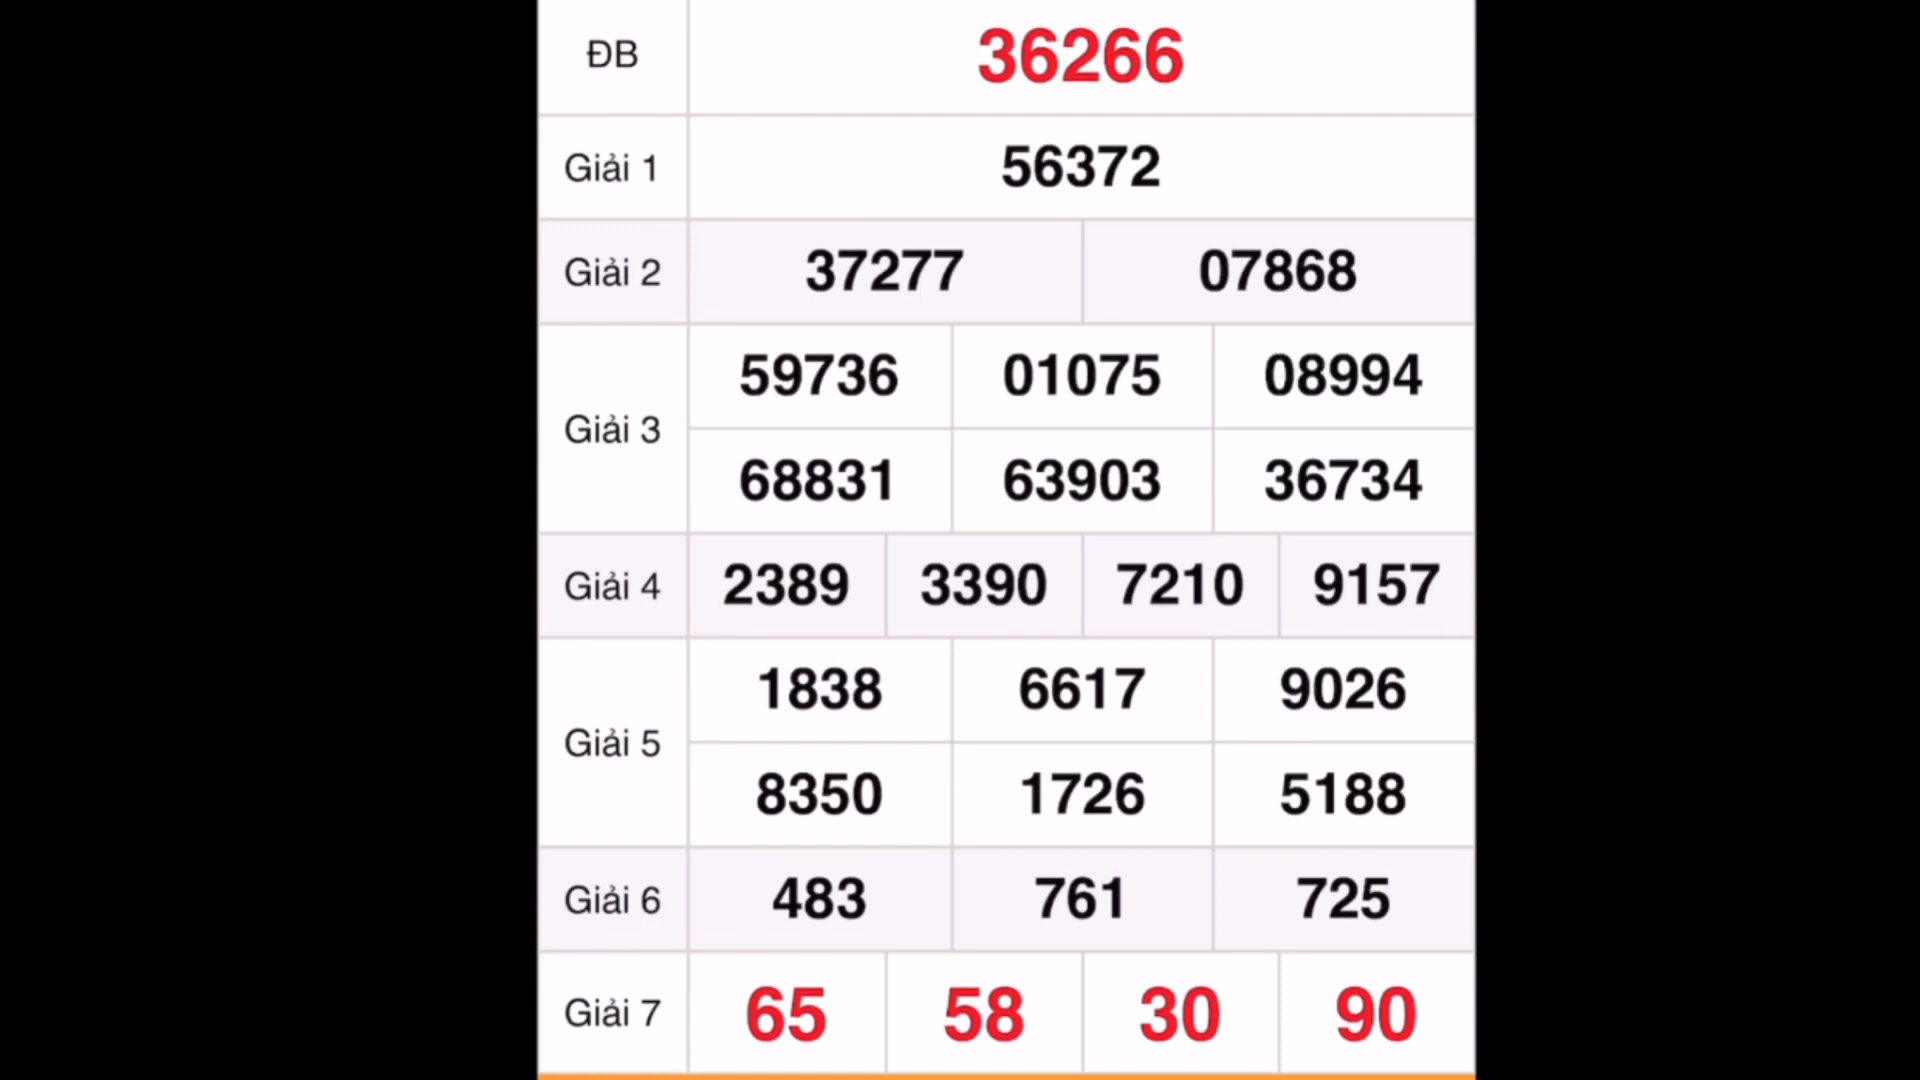 ĐB 36266
Giải 1 56372
Giải 2 37277 07868
Giải 3 59736 01075 08994
68831 63903 36734
Giải 4 2389 3390 7210 9157
Giải 5 1838 6617 9026
8350 1726 5188
Giải 6 483 761 725
Giải 7 65 58 30 90